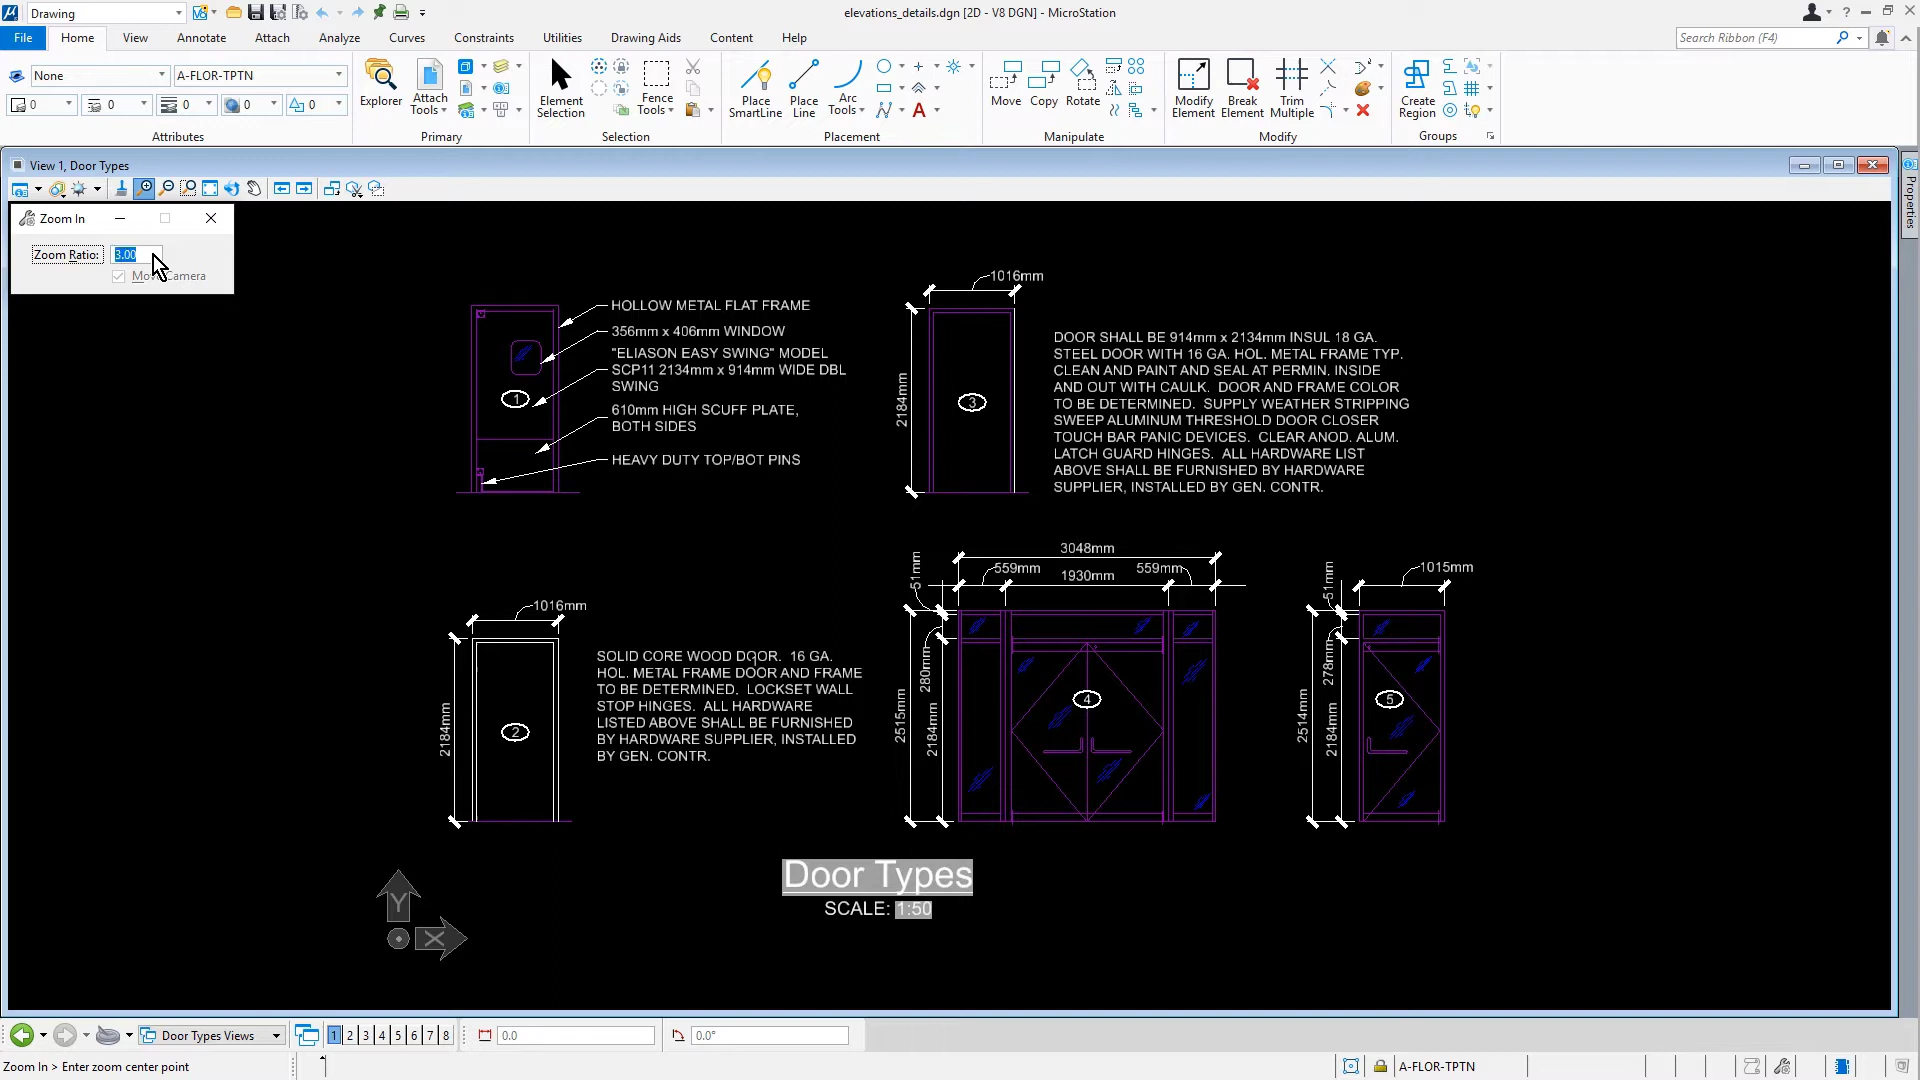 Drawing
elevations_details.dgn [2D - V8 DGN] - MicroStation
File Home View Annotate Attach Analyze Curves Constraints Utilities Drawing Aids Content Help
Search Ribbon (F4)
None
A-FLOR-TPTN
0 0 0 0 0
Attributes
Explorer
Attach Tools
Primary
Element Selection
Fence Tools
Selection
Place SmartLine
Place Line
Arc Tools
Placement
Move Copy Rotate
Manipulate
Modify Element
Break Element
Trim Multiple
Modify
Create Region
Groups
View 1, Door Types
Properties
Zoom In
Zoom Ratio: 3.00
Move Camera
HOLLOW METAL FLAT FRAME
356mm x 406mm WINDOW
"ELIASON EASY SWING" MODEL
SCP11 2134mm x 914mm WIDE DBL
SWING
610mm HIGH SCUFF PLATE,
BOTH SIDES
HEAVY DUTY TOP/BOT PINS
1
1016mm
2184mm
3
DOOR SHALL BE 914mm x 2134mm INSUL 18 GA.
STEEL DOOR WITH 16 GA. HOL. METAL FRAME TYP.
CLEAN AND PAINT AND SEAL AT PERMIN. INSIDE
AND OUT WITH CAULK. DOOR AND FRAME COLOR
TO BE DETERMINED. SUPPLY WEATHER STRIPPING
SWEEP ALUMINUM THRESHOLD DOOR CLOSER
TOUCH BAR PANIC DEVICES. CLEAR ANOD. ALUM.
LATCH GUARD HINGES. ALL HARDWARE LIST
ABOVE SHALL BE FURNISHED BY HARDWARE
SUPPLIER, INSTALLED BY GEN. CONTR.
1016mm
2184mm
2
SOLID CORE WOOD DOOR. 16 GA.
HOL. METAL FRAME DOOR AND FRAME
TO BE DETERMINED. LOCKSET WALL
STOP HINGES. ALL HARDWARE
LISTED ABOVE SHALL BE FURNISHED
BY HARDWARE SUPPLIER, INSTALLED
BY GEN. CONTR.
3048mm
559mm 1930mm 559mm
51mm
280mm
2515mm
2184mm
4
1015mm
51mm
278mm
2514mm
2184mm
5
Door Types
SCALE: 1:50
Y
X
Door Types Views
1 2 3 4 5 6 7 8
0.0
0.0°
Zoom In > Enter zoom center point
A-FLOR-TPTN